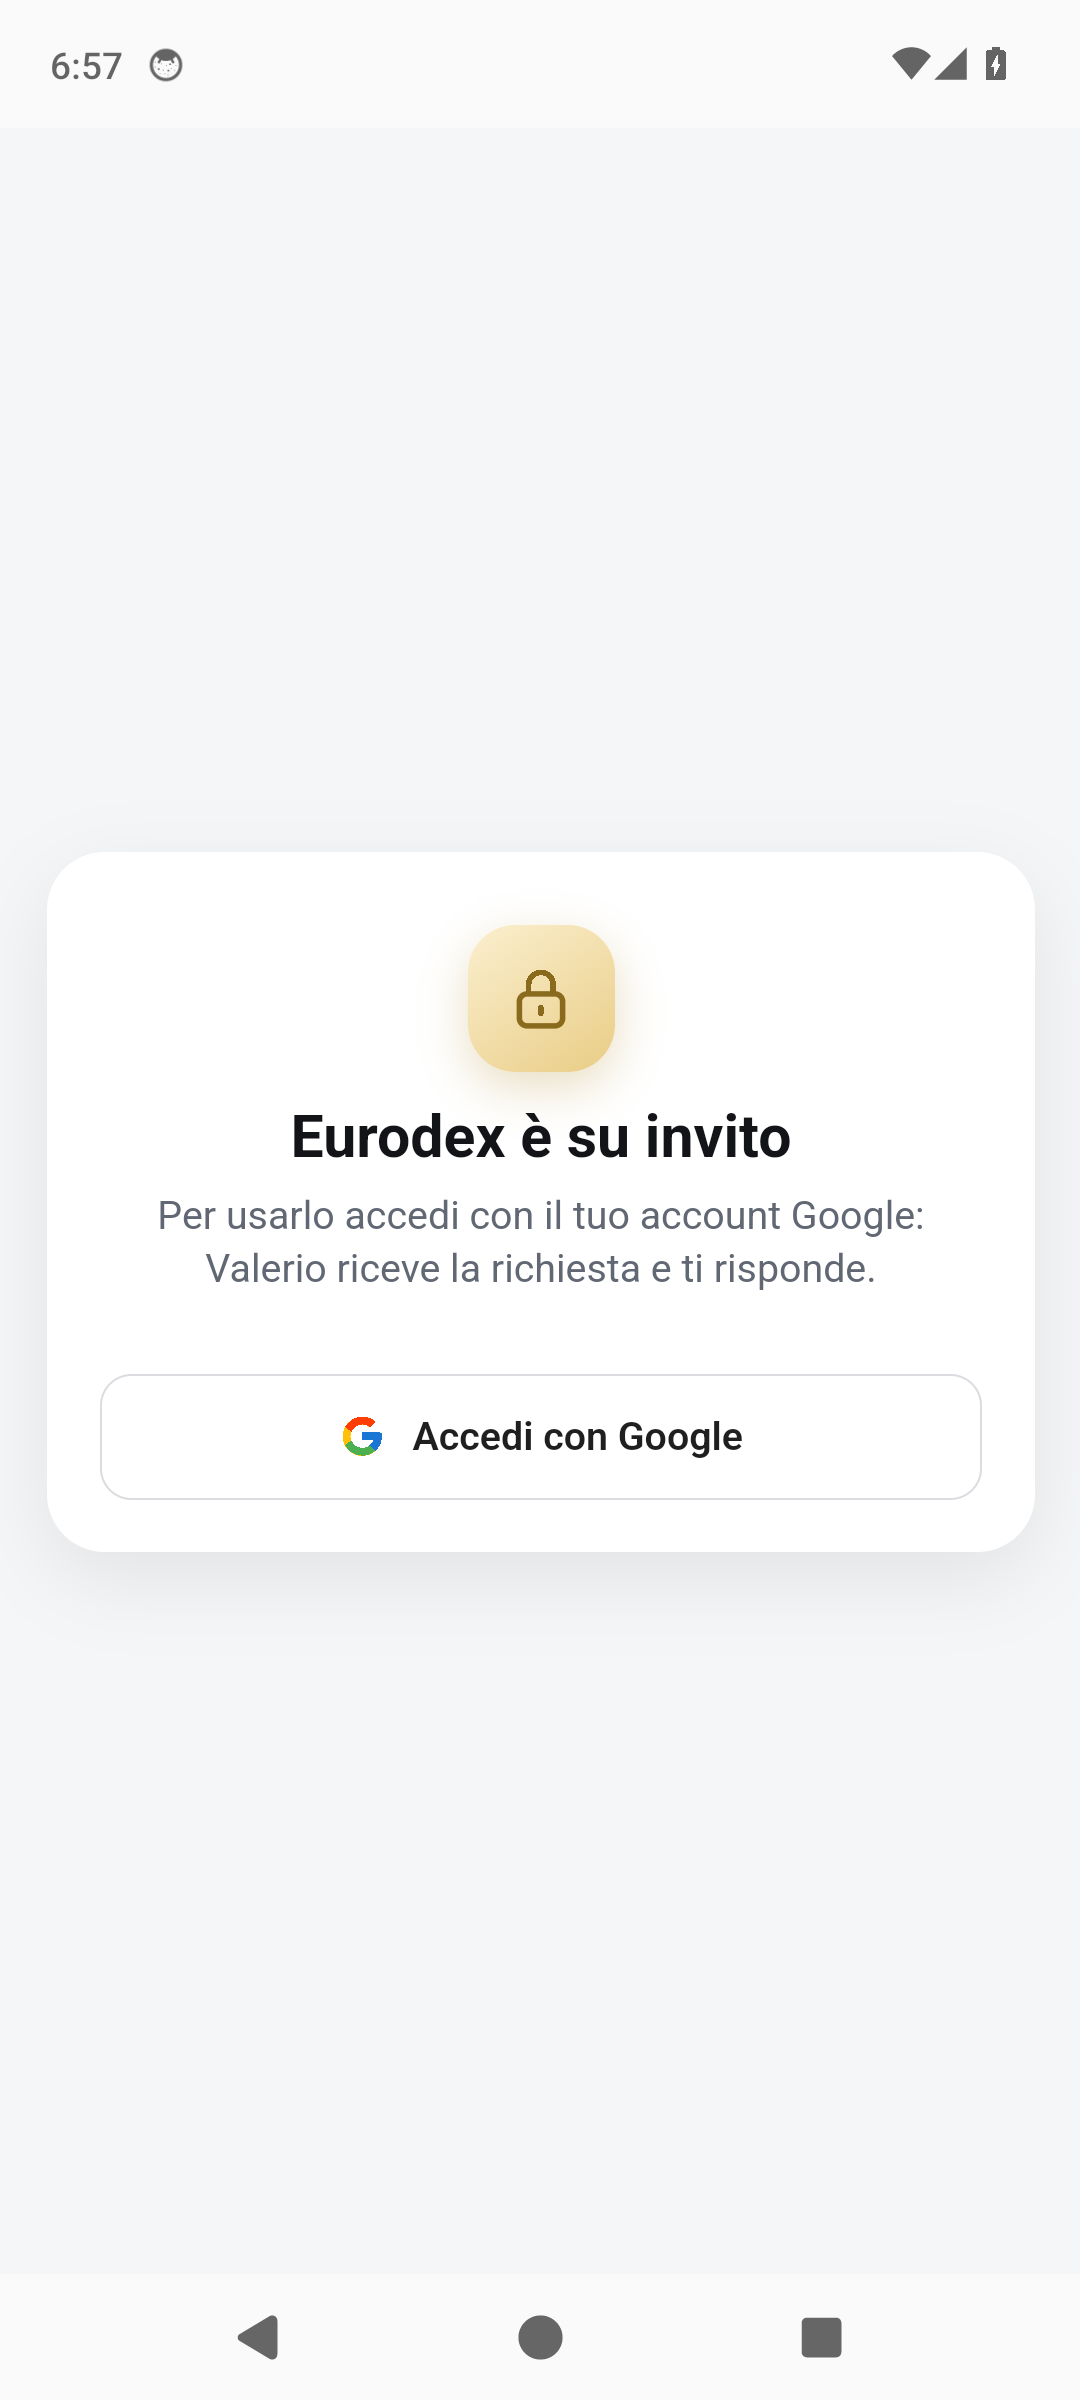 6:57
Eurodex è su invito
Per usarlo accedi con il tuo account Google:
Valerio riceve la richiesta e ti risponde.
Accedi con Google